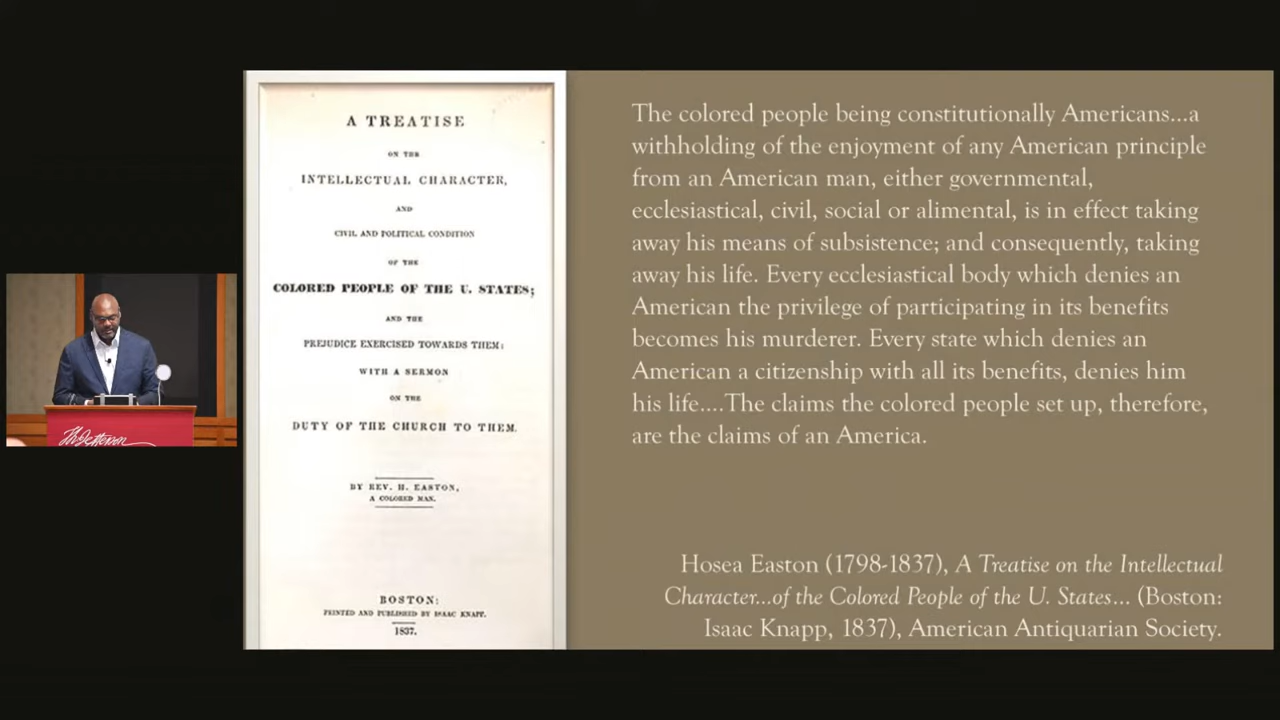 A TREATISE
ON THE
INTELLECTUAL CHARACTER,
AND
CIVIL AND POLITICAL CONDITION
OF THE
COLORED PEOPLE OF THE U. STATES;
AND THE
PREJUDICE EXERCISED TOWARDS THEM:
WITH A SERMON
ON THE
DUTY OF THE CHURCH TO THEM.
BY REV. H. EASTON,
A COLORED MAN.
BOSTON:
PRINTED AND PUBLISHED BY ISAAC KNAPP.
1837.
The colored people being constitutionally Americans...a
withholding of the enjoyment of any American principle
from an American man, either governmental,
ecclesiastical, civil, social or alimental, is in effect taking
away his means of subsistence; and consequently, taking
away his life. Every ecclesiastical body which denies an
American the privilege of participating in its benefits
becomes his murderer. Every state which denies an
American a citizenship with all its benefits, denies him
his life....The claims the colored people set up, therefore,
are the claims of an America.
Hosea Easton (1798-1837), A Treatise on the Intellectual
Character...of the Colored People of the U. States... (Boston:
Isaac Knapp, 1837), American Antiquarian Society.
Th Jefferson